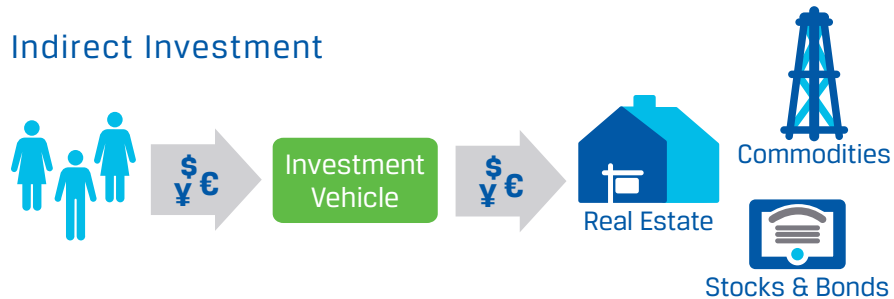 Indirect Investment
$
¥ €
Investment
Vehicle
$
¥ €
Real Estate
Commodities
Stocks & Bonds